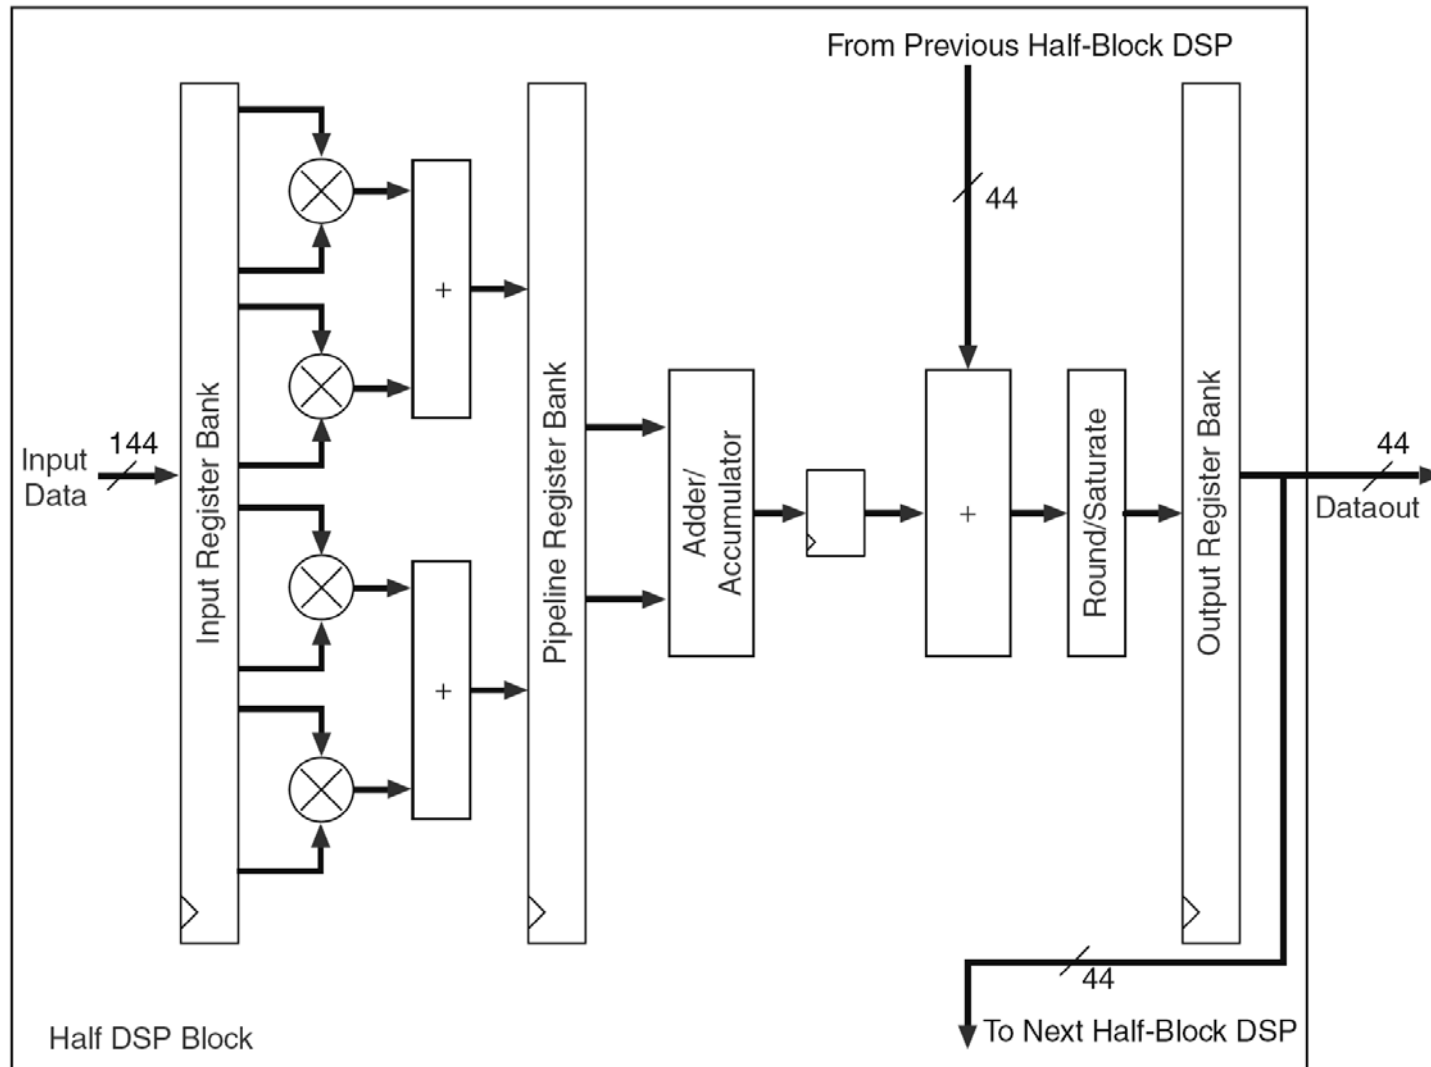 From Previous Half-Block DSP
44
Input Data
144
Input Register Bank
+
+
Pipeline Register Bank
Adder/
Accumulator
+
Round/Saturate
Output Register Bank
44
Dataout
44
To Next Half-Block DSP
Half DSP Block